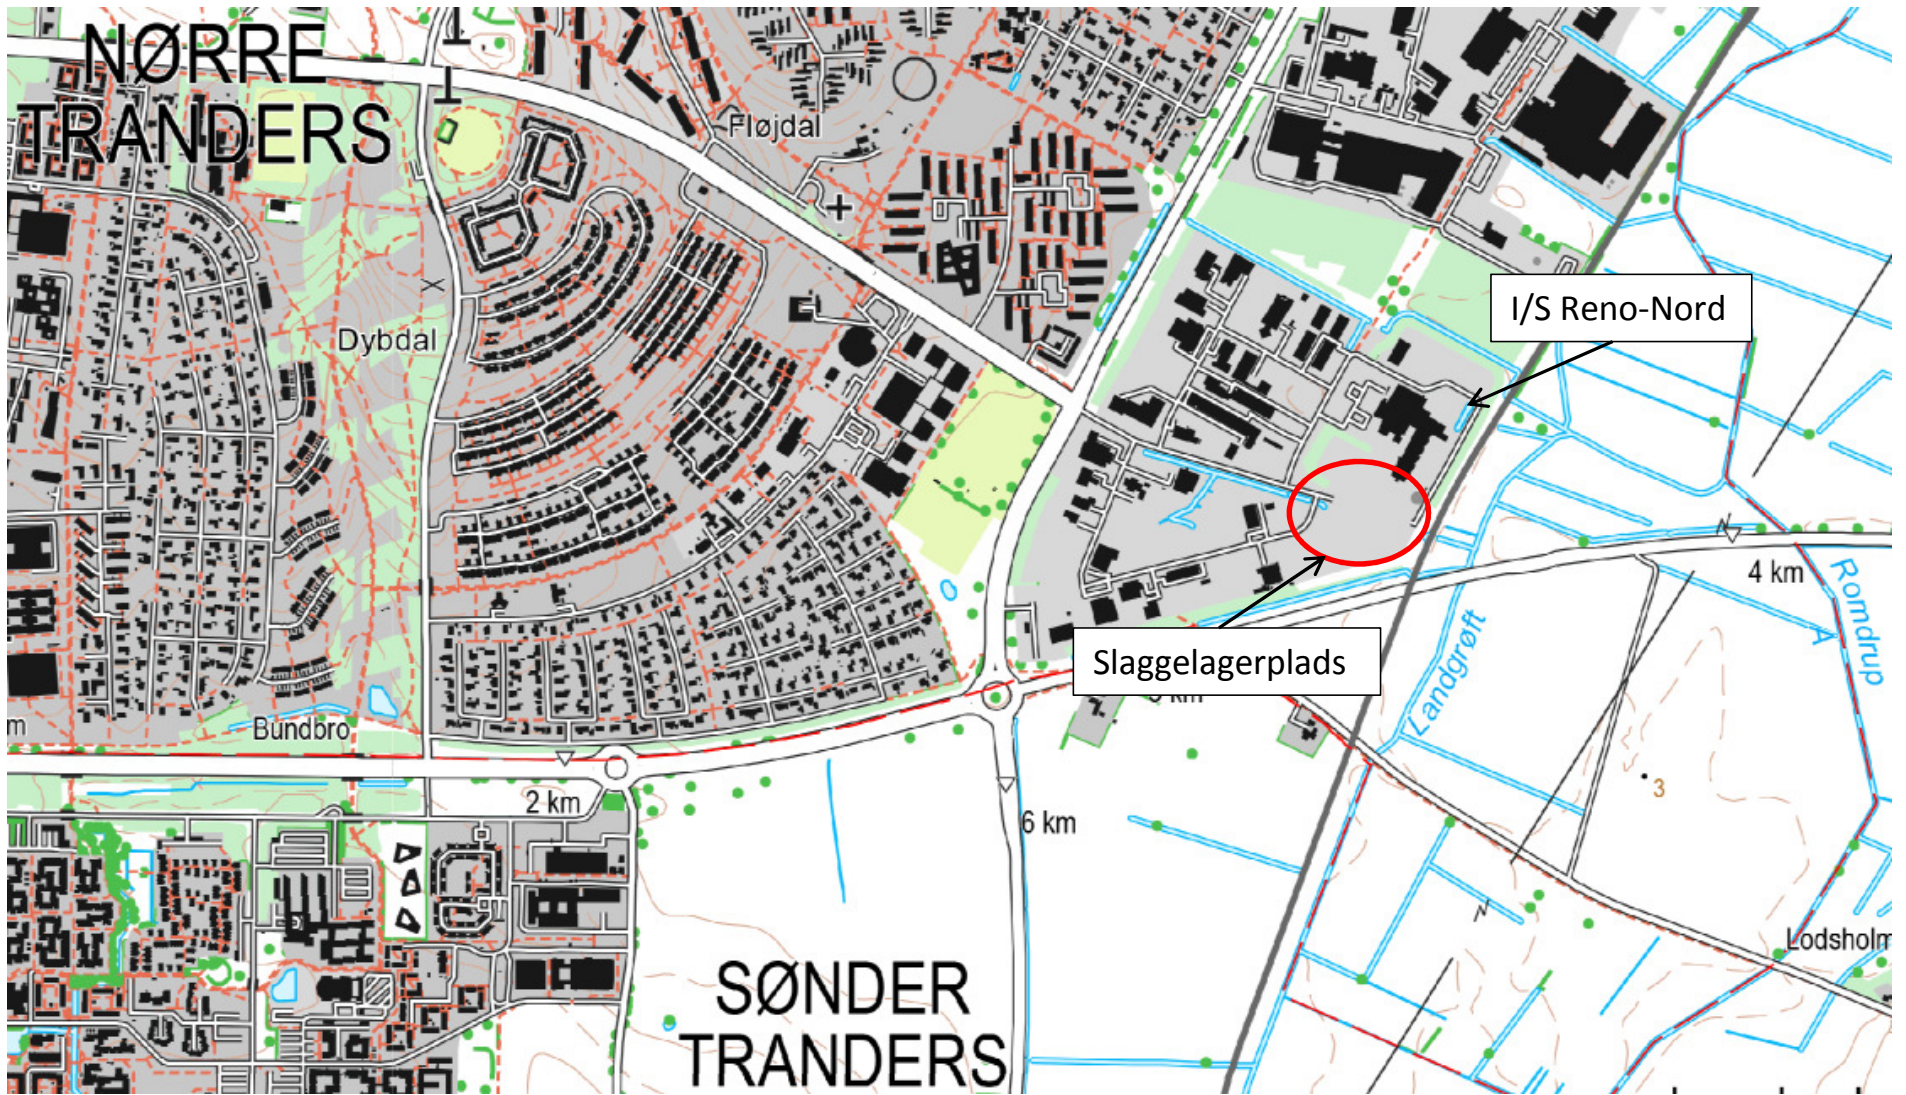 NØRRE
TRANDERS
Fløjdal
I/S Reno-Nord
Dybdal
4 km
Romdrup
Å
Slaggelagerplads
Landgrøft
m
Bundbro
3
2 km
6 km
Lodsholm
SØNDER
TRANDERS